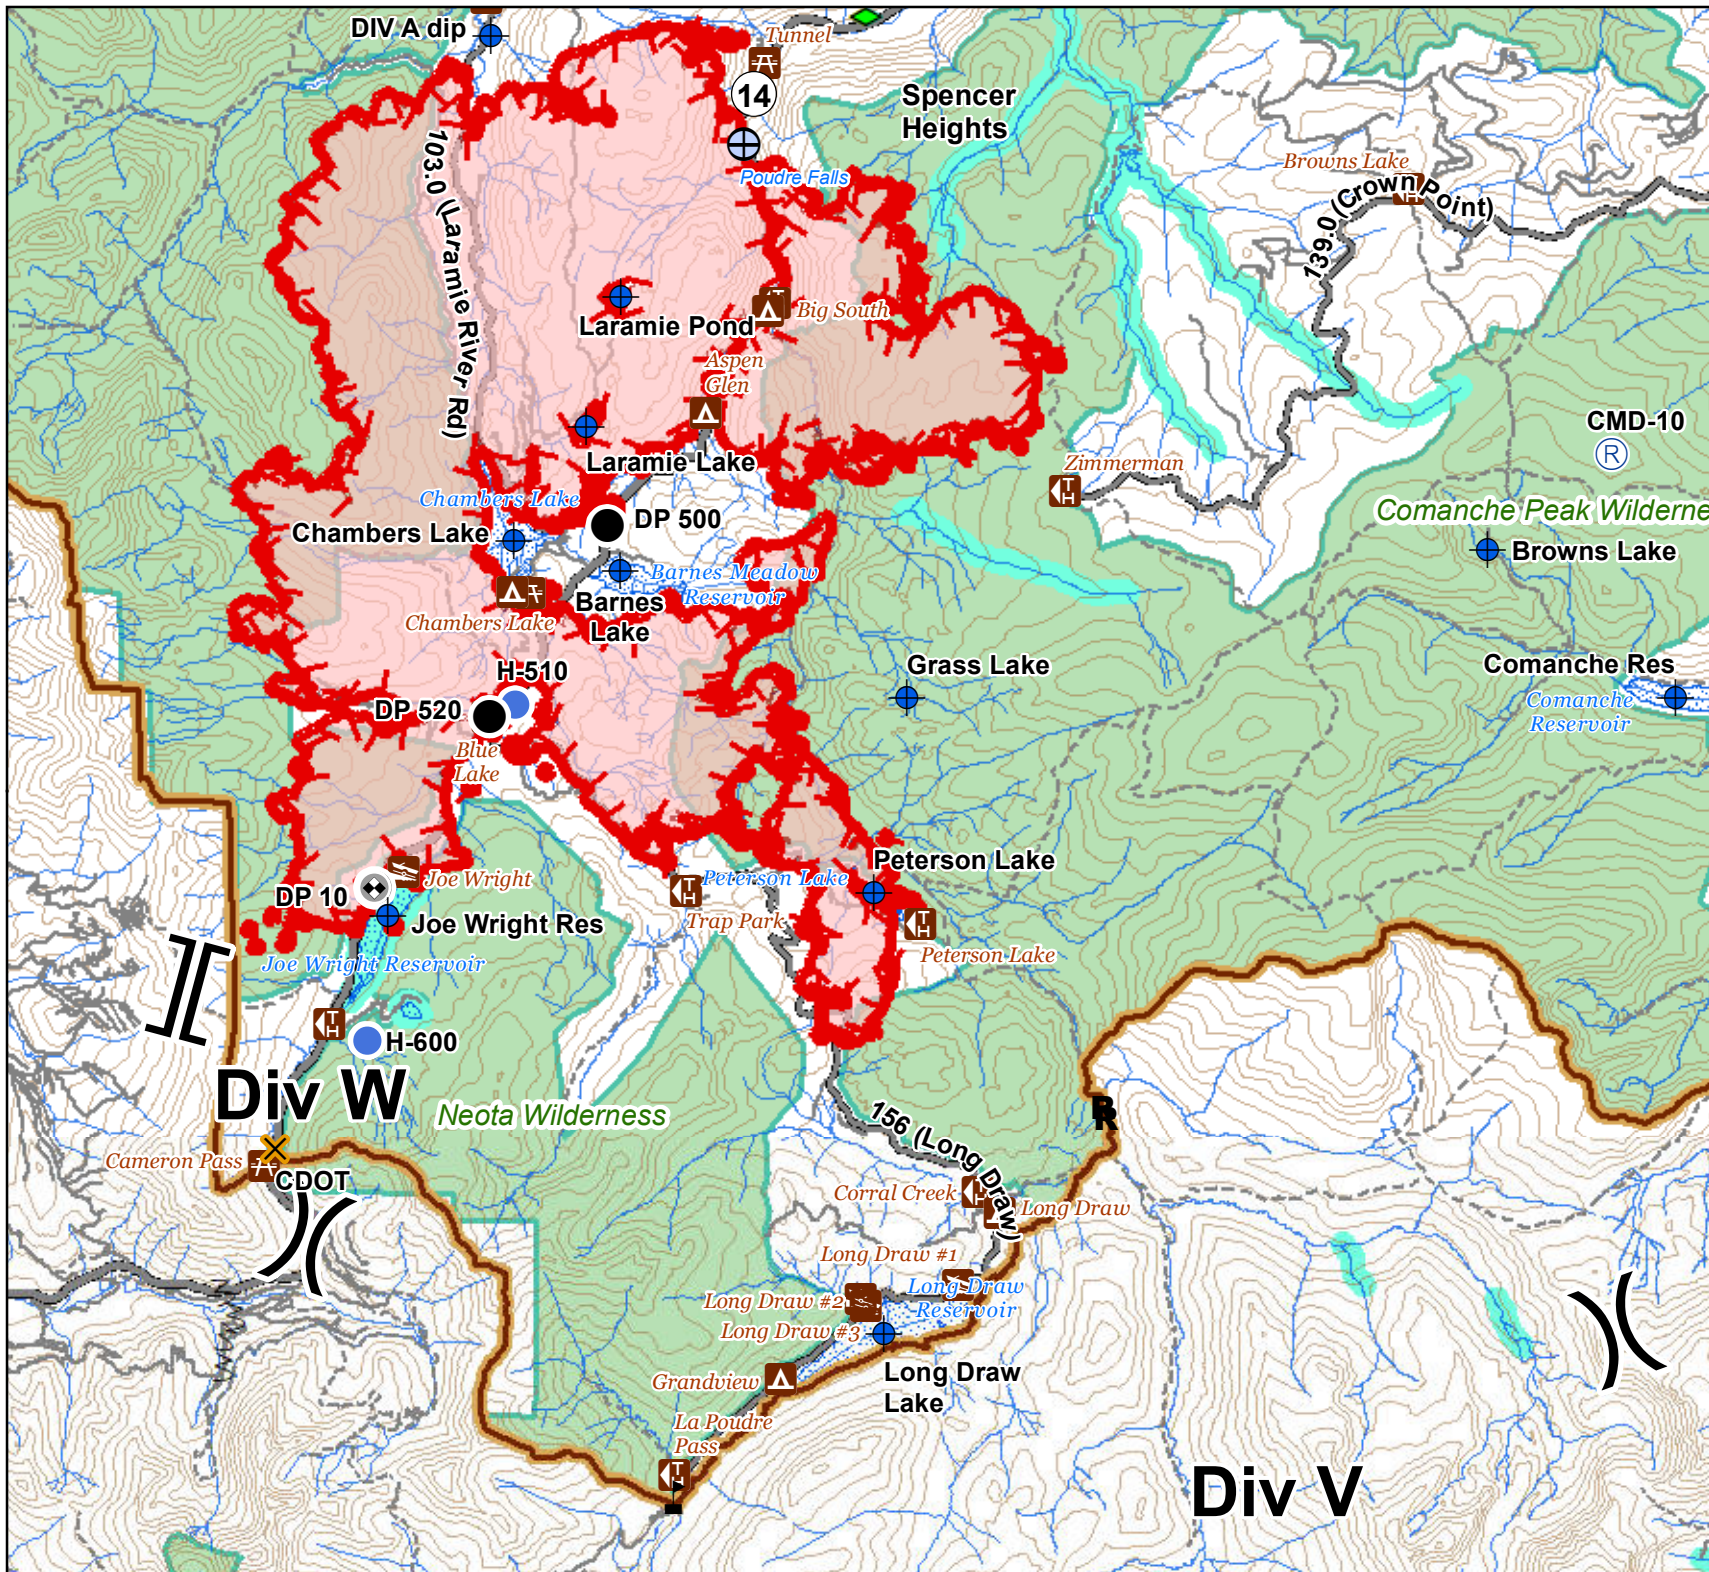 DIV A dip
Tunnel
14
Spencer
Heights
Poudre Falls
Browns Lake
103.0 (Laramie River Rd)
139.0 (Crown Point)
Laramie Pond
Big South
Aspen
Glen
CMD-10
R
Laramie Lake
Zimmerman
TH
Chambers Lake
Comanche Peak Wilderne
DP 500
Chambers Lake
Browns Lake
Barnes Meadow
Reservoir
Barnes
Lake
Chambers Lake
H-510
Grass Lake
Comanche Res
Comanche
Reservoir
DP 520
Blue
Lake
Peterson Lake
Joe Wright
Peterson Lake
DP 10
TH
Trap Park
Joe Wright Res
TH
Peterson Lake
Joe Wright Reservoir
TH
H-600
Div W
Neota Wilderness
R
156 (Long Draw)
Cameron Pass
CDOT
Corral Creek
Long Draw
Long Draw #1
Long Draw
Reservoir
Long Draw #2
Long Draw #3
Long Draw
Lake
Grandview
La Poudre
Pass
TH
Div V